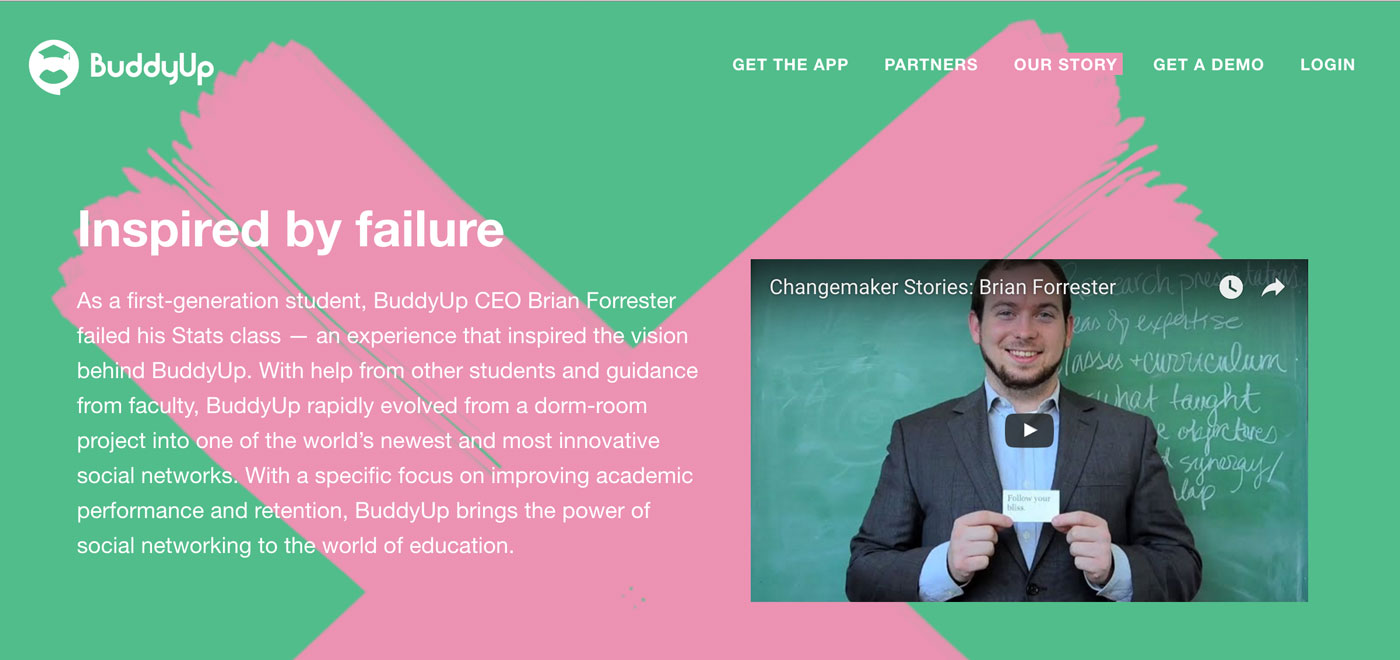 BuddyUp
GET THE APP PARTNERS OUR STORY GET A DEMO LOGIN
Inspired by failure
As a first-generation student, BuddyUp CEO Brian Forrester
failed his Stats class — an experience that inspired the vision
behind BuddyUp. With help from other students and guidance
from faculty, BuddyUp rapidly evolved from a dorm-room
project into one of the world’s newest and most innovative
social networks. With a specific focus on improving academic
performance and retention, BuddyUp brings the power of
social networking to the world of education.
Changemaker Stories: Brian Forrester
research presentations
of expertise
classes + curriculum
what taught
objectives
synergy/
Follow your
bliss.